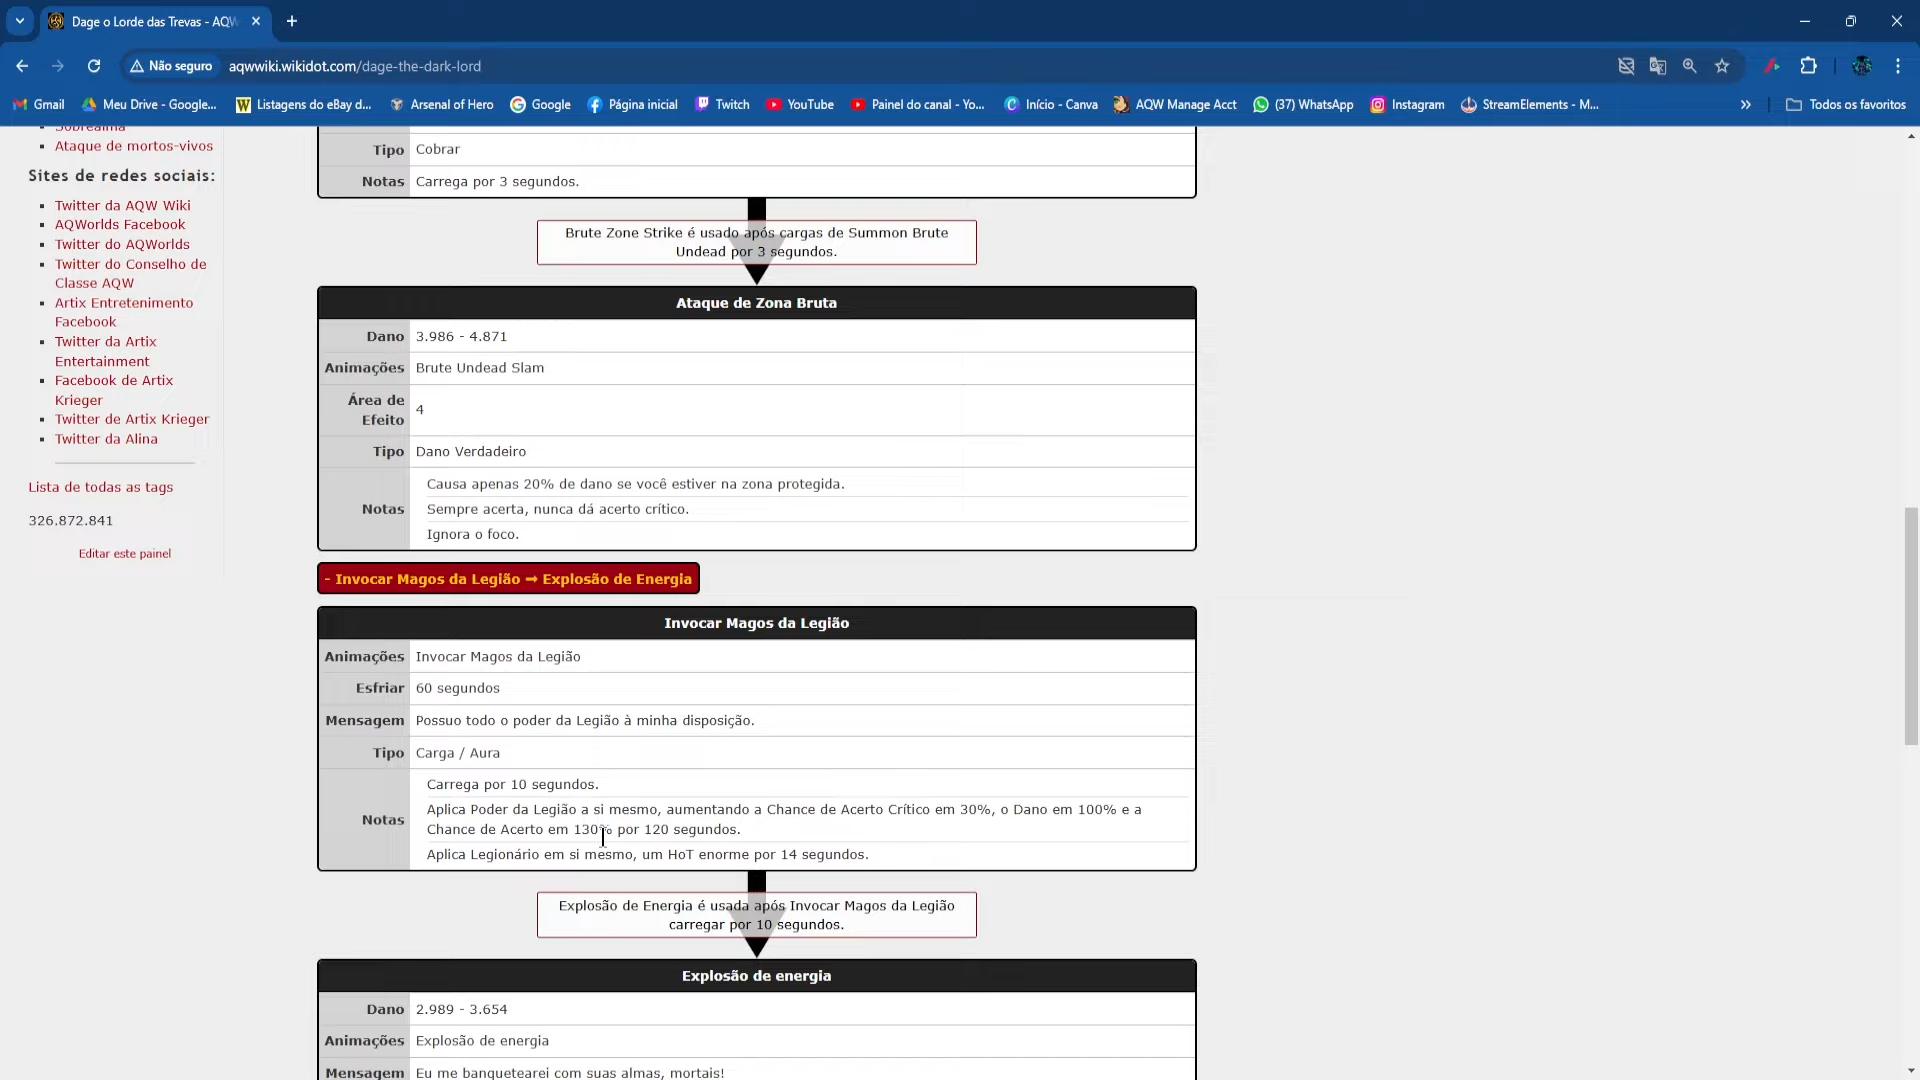 Dage o Lorde das Trevas - AQW
Não seguro
aqwwiki.wikidot.com/dage-the-dark-lord
Gmail
Meu Drive - Google...
Listagens do eBay d...
Arsenal of Hero
Google
Página inicial
Twitch
YouTube
Painel do canal - Yo...
Início - Canva
AQW Manage Acct
(37) WhatsApp
Instagram
StreamElements - M...
»
Todos os favoritos
Sobrealma
Ataque de mortos-vivos
Sites de redes sociais:
Twitter da AQW Wiki
AQWorlds Facebook
Twitter do AQWorlds
Twitter do Conselho de
Classe AQW
Artix Entretenimento
Facebook
Twitter da Artix
Entertainment
Facebook de Artix
Krieger
Twitter de Artix Krieger
Twitter da Alina
Lista de todas as tags
326.872.841
Editar este painel
Tipo Cobrar
Notas Carrega por 3 segundos.
Brute Zone Strike é usado após cargas de Summon Brute
Undead por 3 segundos.
Ataque de Zona Bruta
Dano 3.986 - 4.871
Animações Brute Undead Slam
Área de
Efeito 4
Tipo Dano Verdadeiro
Causa apenas 20% de dano se você estiver na zona protegida.
Notas Sempre acerta, nunca dá acerto crítico.
Ignora o foco.
- Invocar Magos da Legião ➞ Explosão de Energia
Invocar Magos da Legião
Animações Invocar Magos da Legião
Esfriar 60 segundos
Mensagem Possuo todo o poder da Legião à minha disposição.
Tipo Carga / Aura
Carrega por 10 segundos.
Notas Aplica Poder da Legião a si mesmo, aumentando a Chance de Acerto Crítico em 30%, o Dano em 100% e a
Chance de Acerto em 130% por 120 segundos.
Aplica Legionário em si mesmo, um HoT enorme por 14 segundos.
Explosão de Energia é usada após Invocar Magos da Legião
carregar por 10 segundos.
Explosão de energia
Dano 2.989 - 3.654
Animações Explosão de energia
Mensagem Eu me banquetearei com suas almas, mortais!